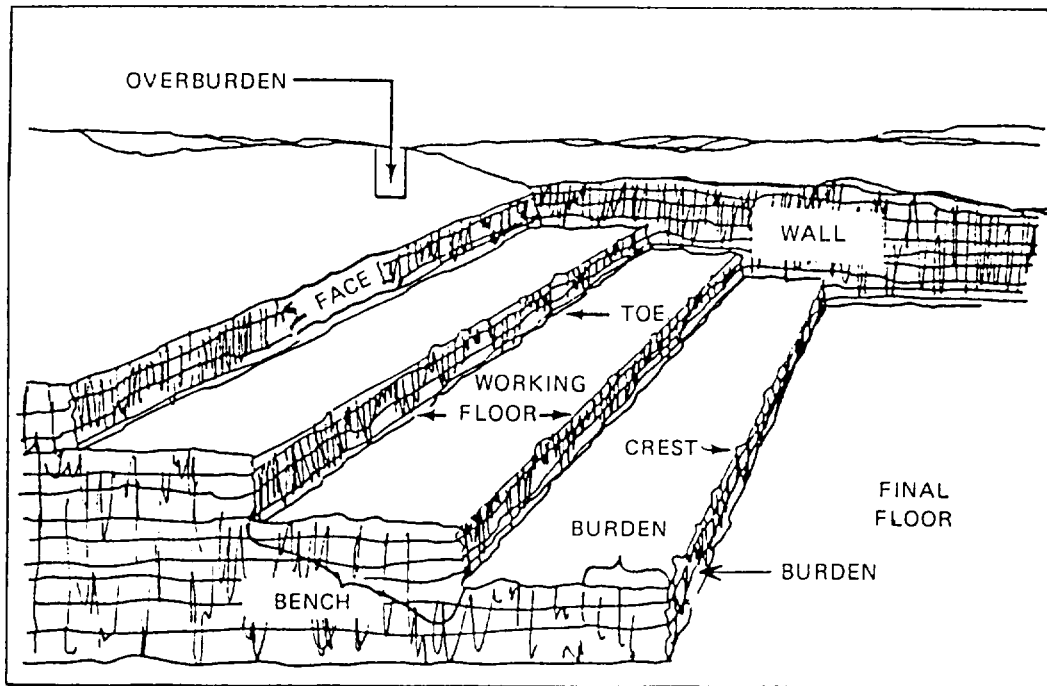 OVERBURDEN
WALL
FACE
TOE
WORKING
FLOOR
CREST
FINAL
FLOOR
BURDEN
BURDEN
BENCH